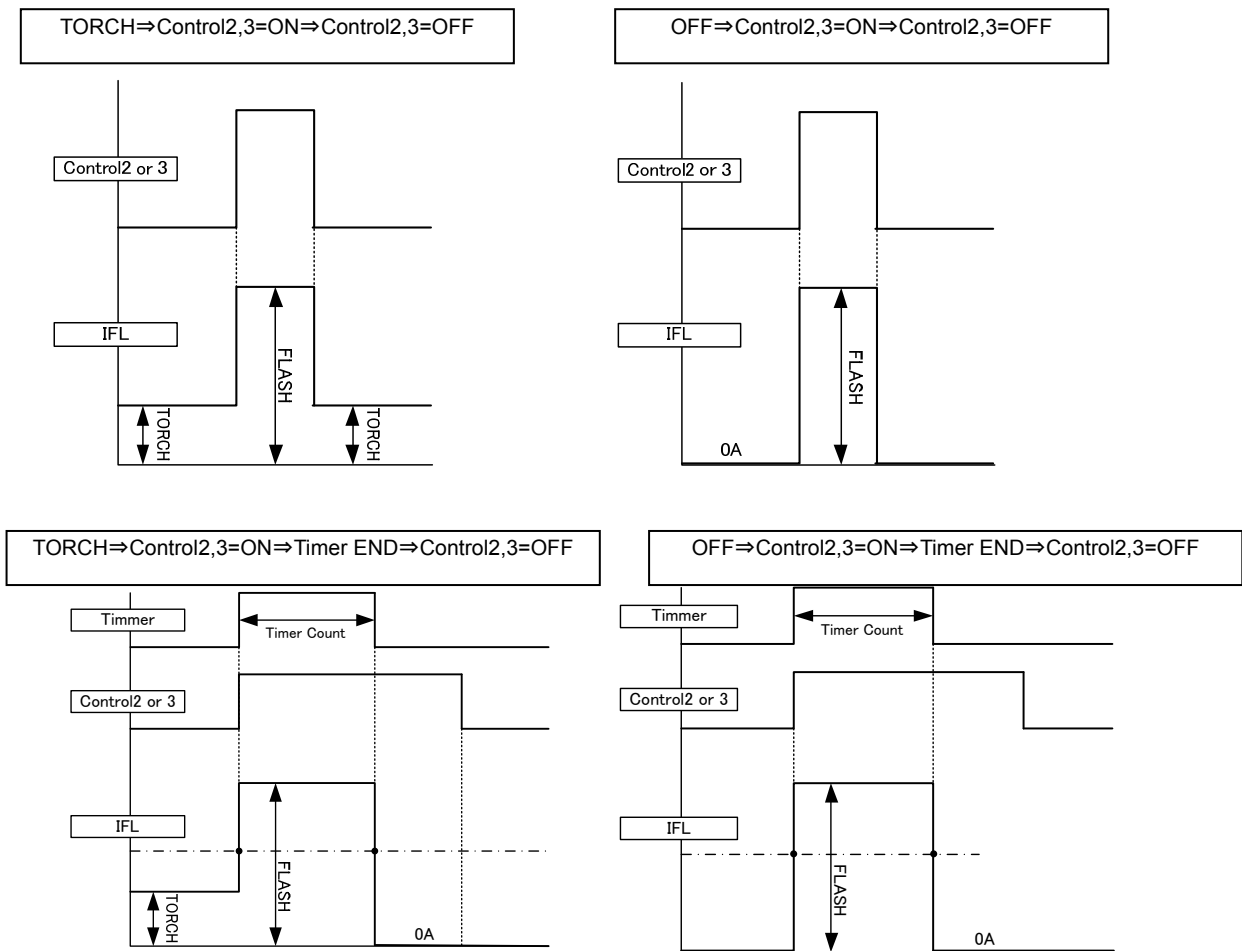 TORCH⇒Control2,3=ON⇒Control2,3=OFF
Control2 or 3
IFL
FLASH
TORCH
TORCH
OFF⇒Control2,3=ON⇒Control2,3=OFF
Control2 or 3
IFL
FLASH
0A
TORCH⇒Control2,3=ON⇒Timer END⇒Control2,3=OFF
Timmer
Timer Count
Control2 or 3
IFL
FLASH
TORCH
0A
OFF⇒Control2,3=ON⇒Timer END⇒Control2,3=OFF
Timmer
Timer Count
Control2 or 3
IFL
FLASH
0A